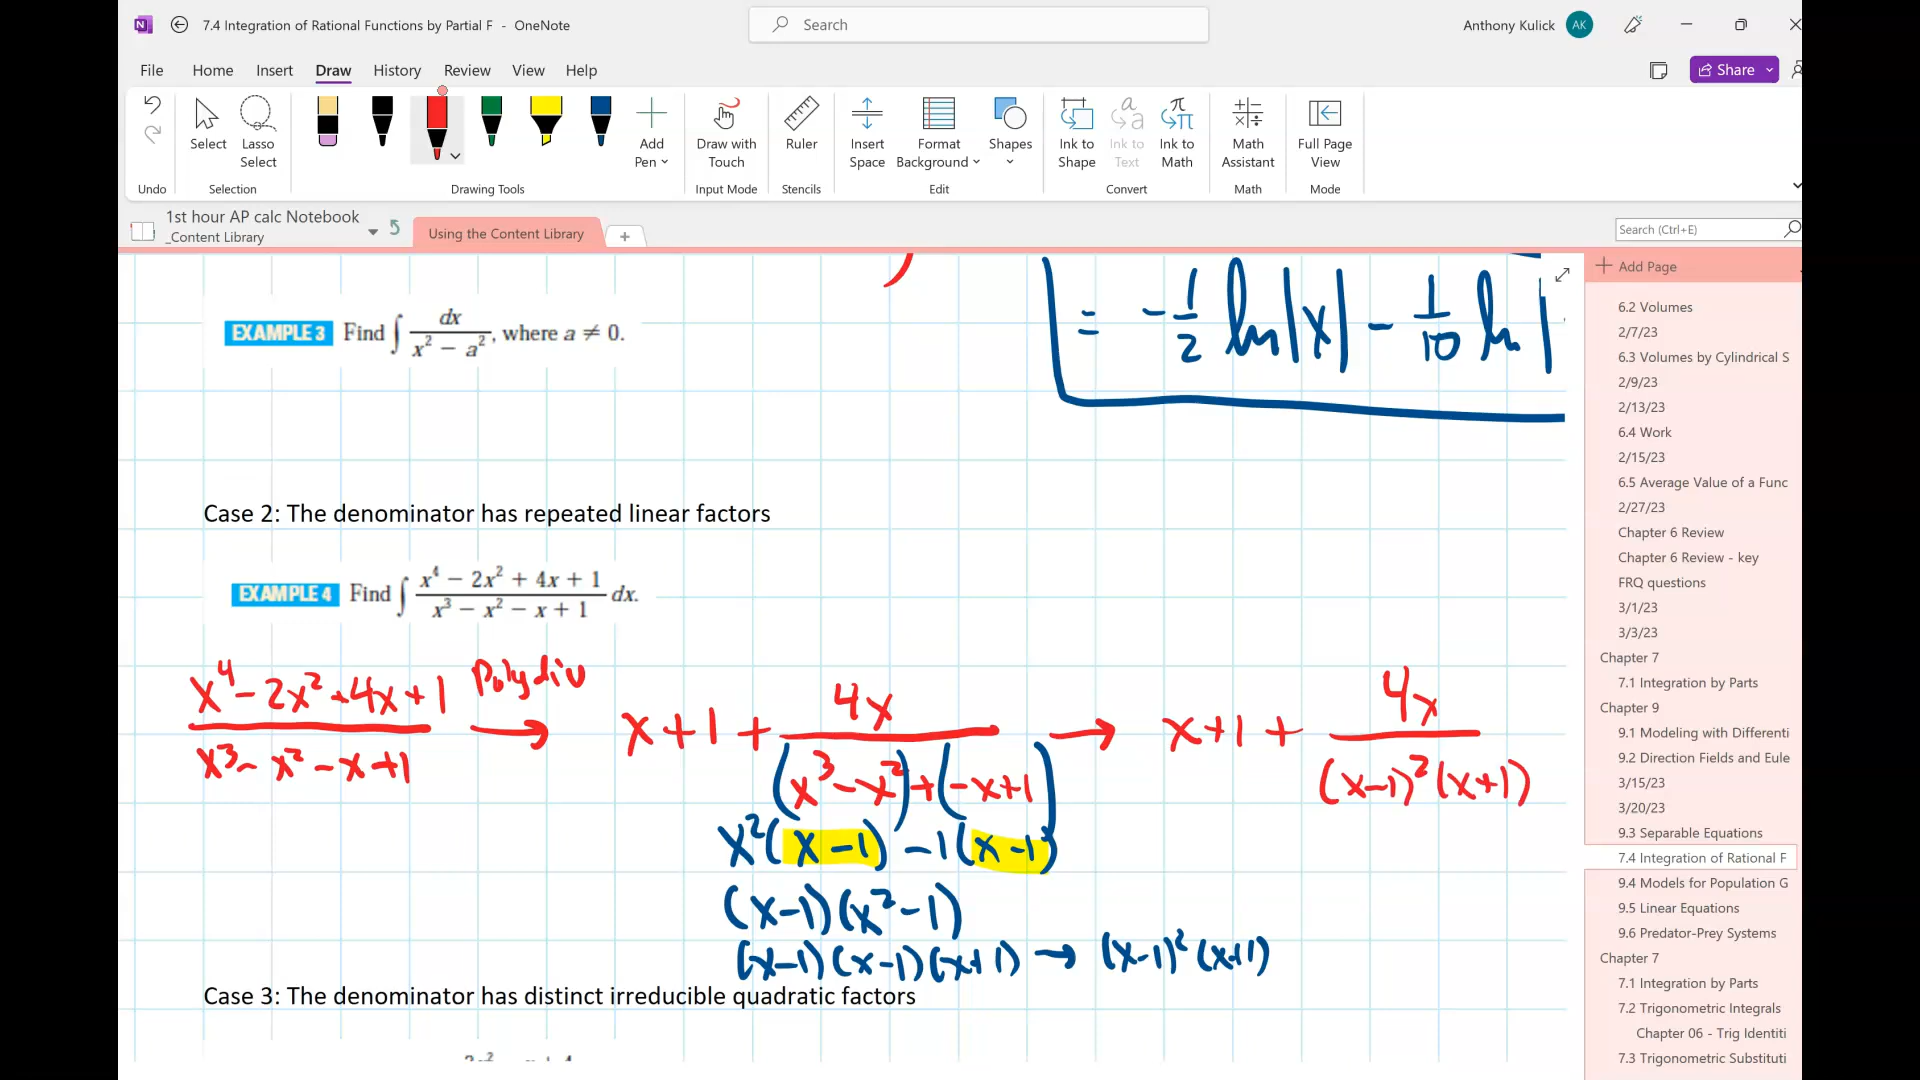 7.4 Integration of Rational Functions by Partial F - OneNote
Search
Anthony Kulick AK
File Home Insert Draw History Review View Help
Share
Undo
Select
Lasso Select
Selection
Drawing Tools
Add Pen
Draw with Touch
Input Mode
Ruler
Stencils
Insert Space
Format Background
Shapes
Edit
Ink to Shape
Ink to Text
Ink to Math
Convert
Math Assistant
Math
Full Page View
Mode
1st hour AP calc Notebook
_Content Library
Using the Content Library
Search (Ctrl+E)
= -1/2 ln|x| - 1/10 ln|
EXAMPLE 3 Find ∫ dx/(x² − a²), where a ≠ 0.
Case 2: The denominator has repeated linear factors
EXAMPLE 4 Find ∫ (x⁴ − 2x² + 4x + 1)/(x³ − x² − x + 1) dx.
(x⁴ - 2x² + 4x + 1)/(x³ - x² - x + 1) Poly div → x + 1 + 4x/((x³ - x²) + (-x + 1)) → x + 1 + 4x/((x-1)²(x+1))
x²(x-1) - 1(x-1)
(x-1)(x²-1)
(x-1)(x-1)(x+1) → (x-1)²(x+1)
Case 3: The denominator has distinct irreducible quadratic factors
Add Page
6.2 Volumes
2/7/23
6.3 Volumes by Cylindrical S
2/9/23
2/13/23
6.4 Work
2/15/23
6.5 Average Value of a Func
2/27/23
Chapter 6 Review
Chapter 6 Review - key
FRQ questions
3/1/23
3/3/23
Chapter 7
7.1 Integration by Parts
Chapter 9
9.1 Modeling with Differenti
9.2 Direction Fields and Eule
3/15/23
3/20/23
9.3 Separable Equations
7.4 Integration of Rational F
9.4 Models for Population G
9.5 Linear Equations
9.6 Predator-Prey Systems
Chapter 7
7.1 Integration by Parts
7.2 Trigonometric Integrals
Chapter 06 - Trig Identiti
7.3 Trigonometric Substituti